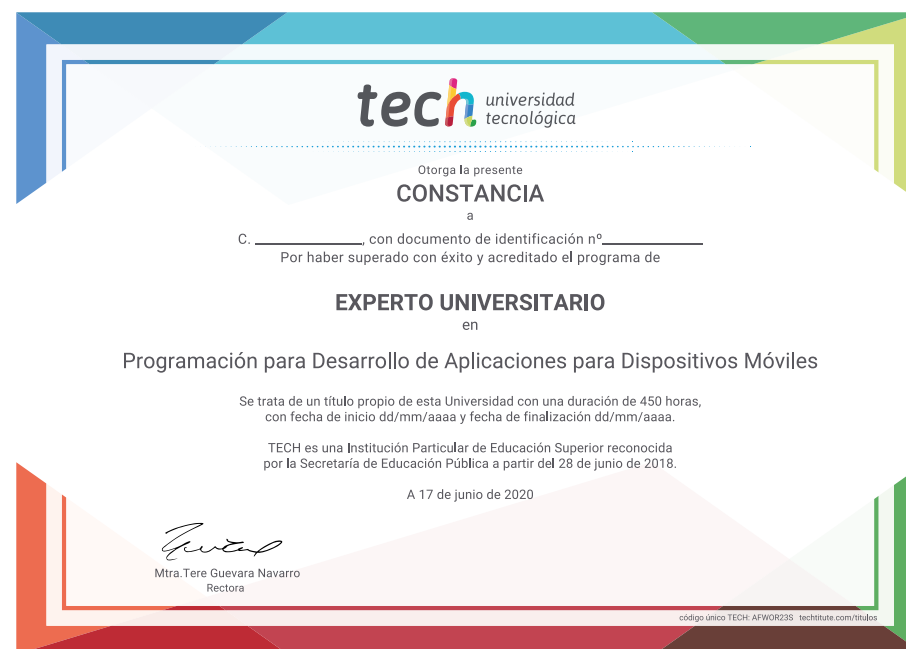 tech universidad
tecnológica
Otorga la presente
CONSTANCIA
a
C. ______________, con documento de identificación nº_____________
Por haber superado con éxito y acreditado el programa de
EXPERTO UNIVERSITARIO
en
Programación para Desarrollo de Aplicaciones para Dispositivos Móviles
Se trata de un título propio de esta Universidad con una duración de 450 horas,
con fecha de inicio dd/mm/aaaa y fecha de finalización dd/mm/aaaa.
TECH es una Institución Particular de Educación Superior reconocida
por la Secretaría de Educación Pública a partir del 28 de junio de 2018.
A 17 de junio de 2020
Mtra.Tere Guevara Navarro
Rectora
código único TECH: AFWOR23S techtitute.com/titulos